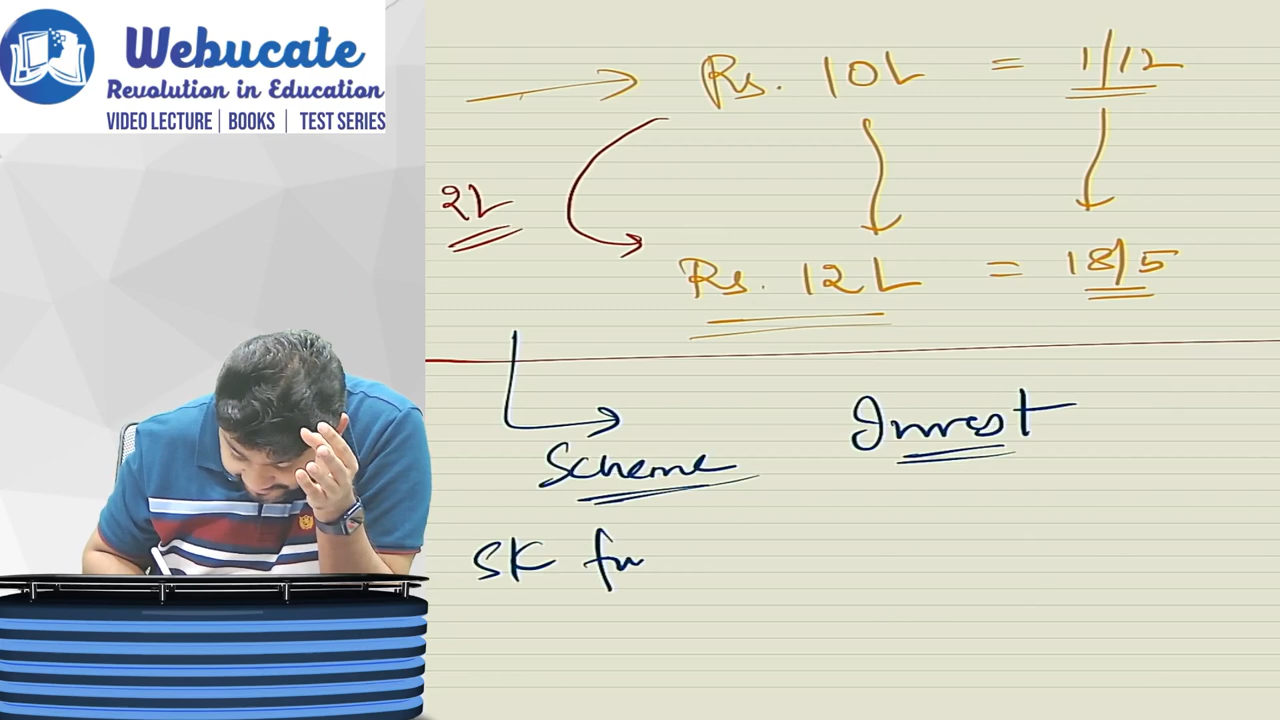 Webucate
Revolution in Education
VIDEO LECTURE | BOOKS | TEST SERIES
Rs. 10L = 1/12
2L
Rs. 12L = 18/5
Scheme
Invest
SK fu